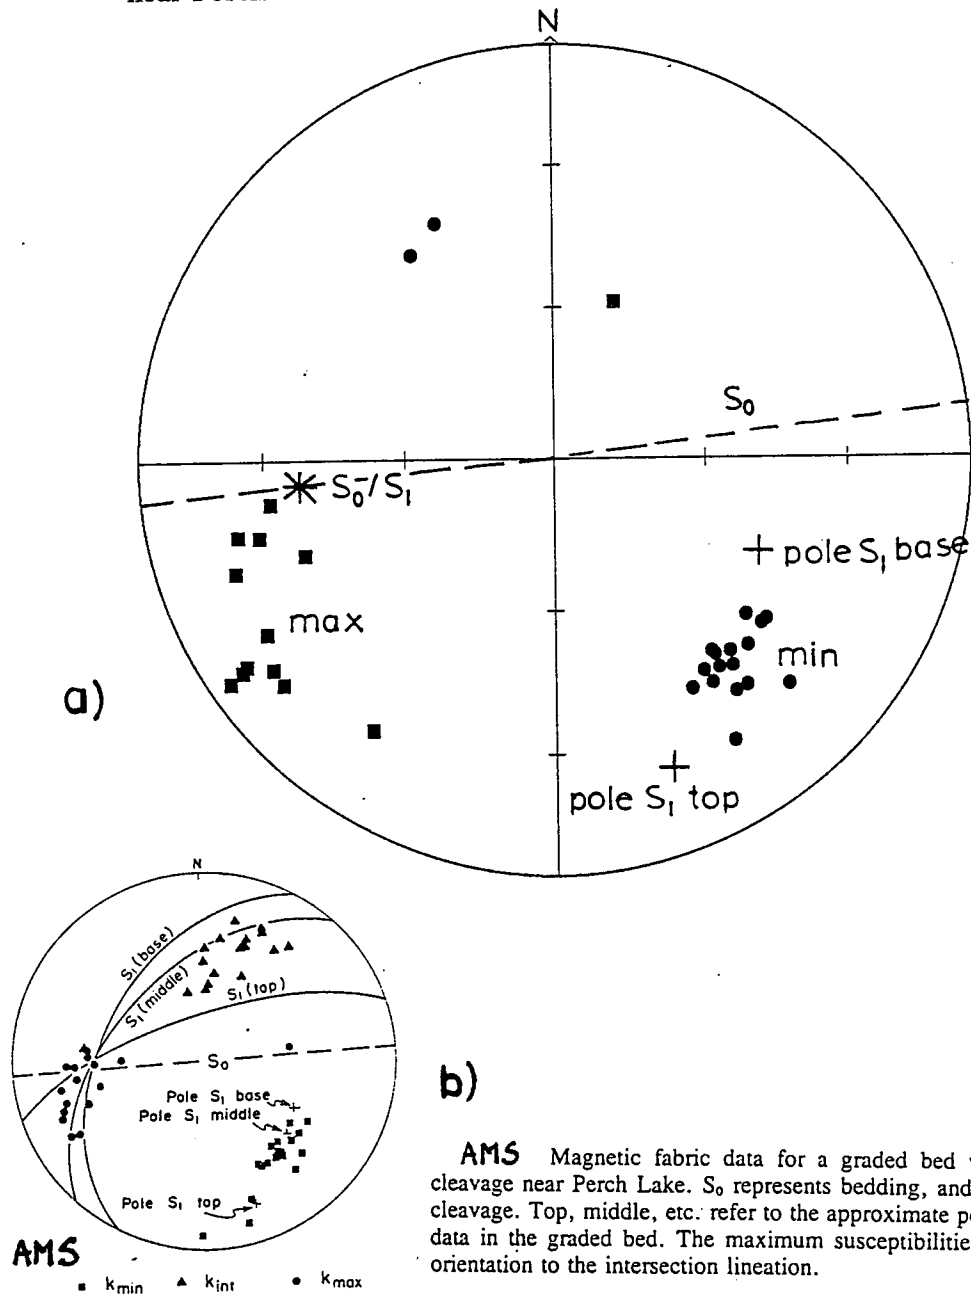 N
S₀
S₀/S₁
pole S₁ base
max
min
a)
pole S₁ top
N
S₁(base)
S₁(middle)
S₁(top)
S₀
Pole S₁ base
Pole S₁ middle
Pole S₁ top
b)
AMS
k min
k int
k max
AMS Magnetic fabric data for a graded bed
cleavage near Perch Lake. S₀ represents bedding, and
cleavage. Top, middle, etc. refer to the approximate
data in the graded bed. The maximum susceptibilitie
orientation to the intersection lineation.